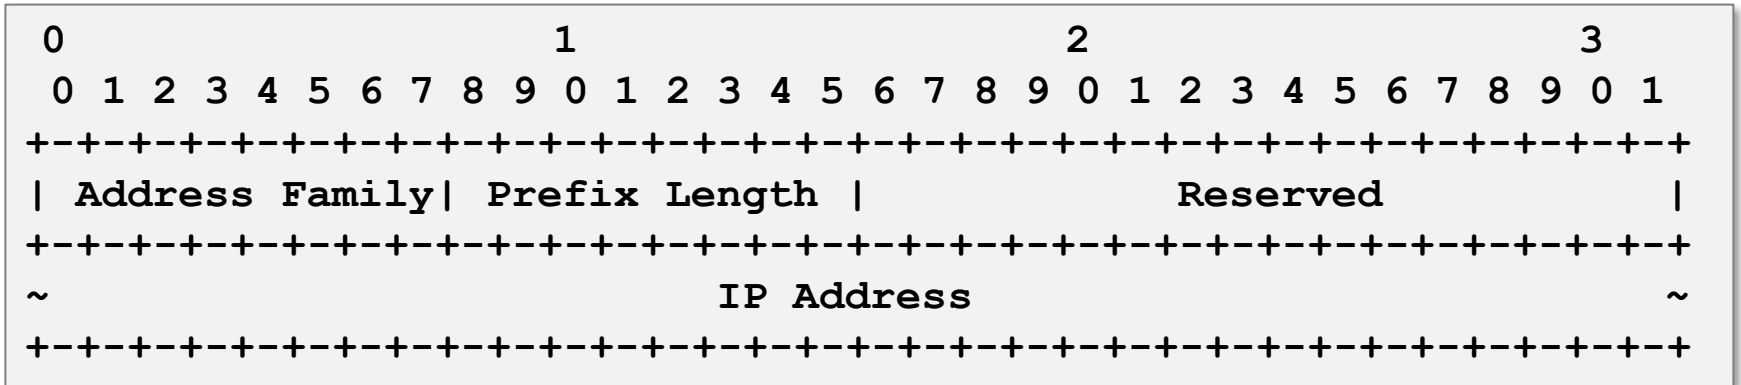 0                   1                   2                   3
 0 1 2 3 4 5 6 7 8 9 0 1 2 3 4 5 6 7 8 9 0 1 2 3 4 5 6 7 8 9 0 1
+-+-+-+-+-+-+-+-+-+-+-+-+-+-+-+-+-+-+-+-+-+-+-+-+-+-+-+-+-+-+-+-+
| Address Family| Prefix Length |            Reserved           |
+-+-+-+-+-+-+-+-+-+-+-+-+-+-+-+-+-+-+-+-+-+-+-+-+-+-+-+-+-+-+-+-+
~                          IP Address                           ~
+-+-+-+-+-+-+-+-+-+-+-+-+-+-+-+-+-+-+-+-+-+-+-+-+-+-+-+-+-+-+-+-+